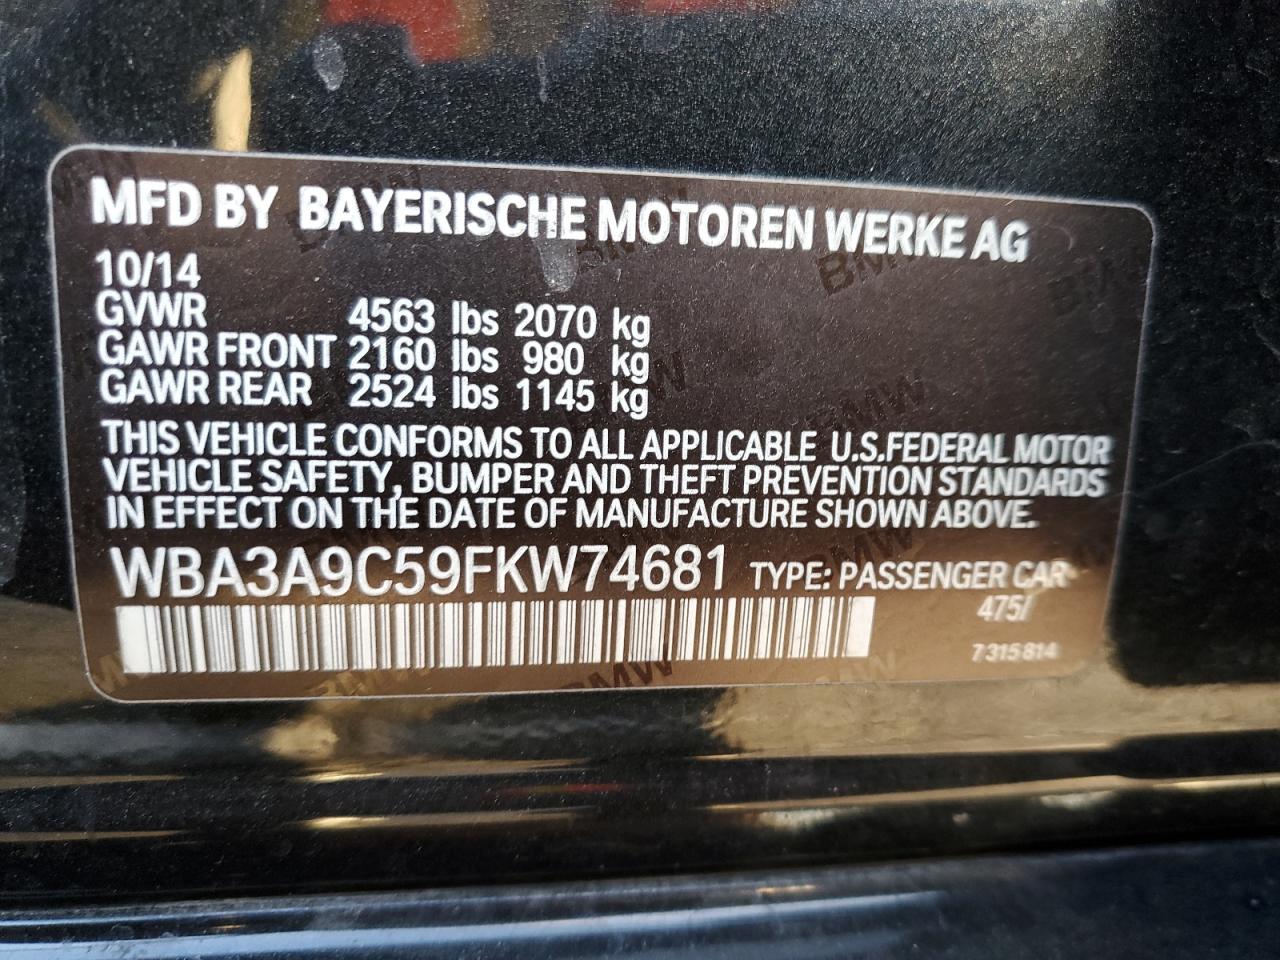 MFD BY BAYERISCHE MOTOREN WERKE AG
10/14
GVWR 4563 lbs 2070 kg
GAWR FRONT 2160 lbs 980 kg
GAWR REAR 2524 lbs 1145 kg
THIS VEHICLE CONFORMS TO ALL APPLICABLE U.S.FEDERAL MOTOR
VEHICLE SAFETY, BUMPER AND THEFT PREVENTION STANDARDS
IN EFFECT ON THE DATE OF MANUFACTURE SHOWN ABOVE.
WBA3A9C59FKW74681 TYPE: PASSENGER CAR
475/
7315814